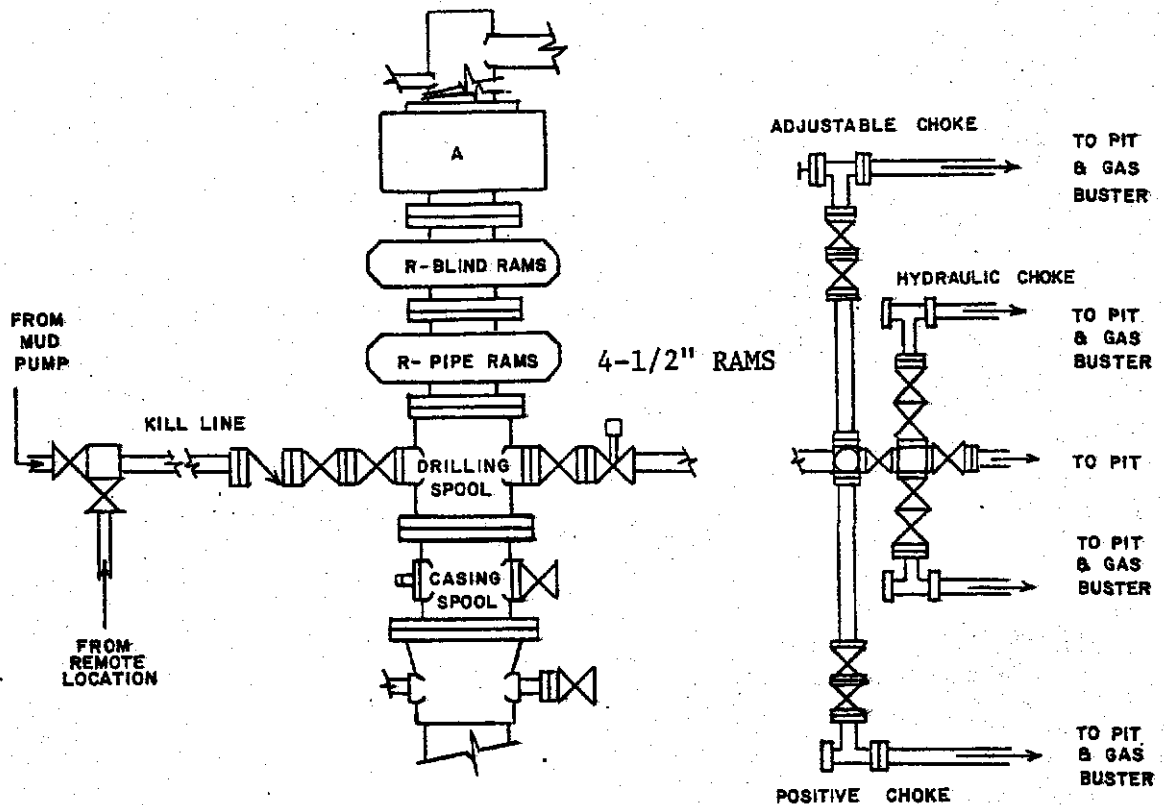 A
R-BLIND RAMS
R- PIPE RAMS
4-1/2" RAMS
FROM
MUD
PUMP
KILL LINE
DRILLING
SPOOL
CASING
SPOOL
FROM
REMOTE
LOCATION
ADJUSTABLE CHOKE
TO PIT
& GAS
BUSTER
HYDRAULIC CHOKE
TO PIT
& GAS
BUSTER
TO PIT
TO PIT
& GAS
BUSTER
TO PIT
& GAS
BUSTER
POSITIVE CHOKE